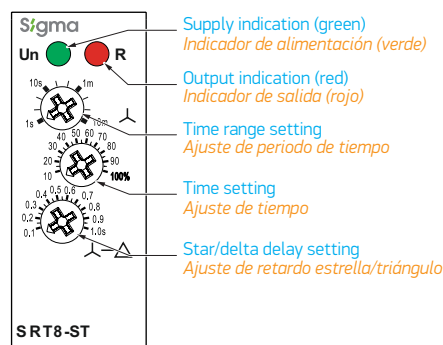 Sigma
Un R
Supply indication (green)
Indicador de alimentación (verde)
Output indication (red)
Indicador de salida (rojo)
10s 1m
1s 10m
Time range setting
Ajuste de periodo de tiempo
10 20 30 40 50 60 70 80 90 100%
Time setting
Ajuste de tiempo
0.1 0.2 0.3 0.4 0.5 0.6 0.7 0.8 0.9 1.0s
Star/delta delay setting
Ajuste de retardo estrella/triángulo
SRT8-ST